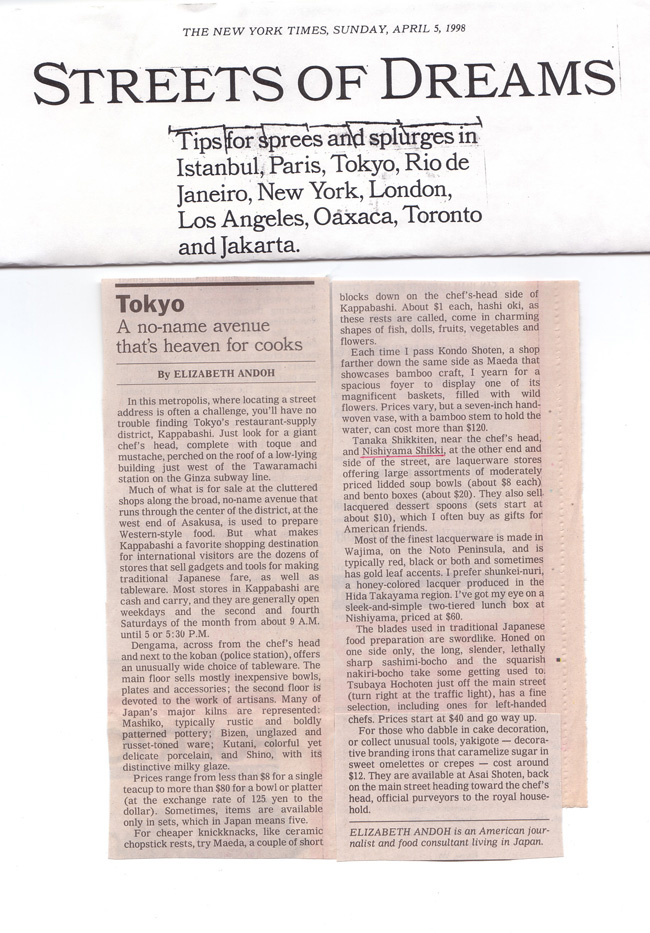 THE NEW YORK TIMES, SUNDAY, APRIL 5, 1998
STREETS OF DREAMS
Tips for sprees and splurges in
Istanbul, Paris, Tokyo, Rio de
Janeiro, New York, London,
Los Angeles, Oaxaca, Toronto
and Jakarta.
Tokyo
A no-name avenue
that's heaven for cooks
By ELIZABETH ANDOH
In this metropolis, where locating a street
address is often a challenge, you'll have no
trouble finding Tokyo's restaurant-supply
district, Kappabashi. Just look for a giant
chef's head, complete with toque and
mustache, perched on the roof of a low-lying
building just west of the Tawaramachi
station on the Ginza subway line.
Much of what is for sale at the cluttered
shops along the broad, no-name avenue that
runs through the center of the district, at the
west end of Asakusa, is used to prepare
Western-style food. But what makes
Kappabashi a favorite shopping destination
for international visitors are the dozens of
stores that sell gadgets and tools for making
traditional Japanese fare, as well as
tableware. Most stores in Kappabashi are
cash and carry, and they are generally open
weekdays and the second and fourth
Saturdays of the month from about 9 A.M.
until 5 or 5:30 P.M.
Dengama, across from the chef's head
and next to the koban (police station), offers
an unusually wide choice of tableware. The
main floor sells mostly inexpensive bowls,
plates and accessories; the second floor is
devoted to the work of artisans. Many of
Japan's major kilns are represented:
Mashiko, typically rustic and boldly
patterned pottery; Bizen, unglazed and
russet-toned ware; Kutani, colorful yet
delicate porcelain, and Shino, with its
distinctive milky glaze.
Prices range from less than $8 for a single
teacup to more than $80 for a bowl or platter
(at the exchange rate of 125 yen to the
dollar). Sometimes, items are available
only in sets, which in Japan means five.
For cheaper knickknacks, like ceramic
chopstick rests, try Maeda, a couple of short
blocks down on the chef's-head side of
Kappabashi. About $1 each, hashi oki, as
these rests are called, come in charming
shapes of fish, dolls, fruits, vegetables and
flowers.
Each time I pass Kondo Shoten, a shop
farther down the same side as Maeda that
showcases bamboo craft, I yearn for a
spacious foyer to display one of its
magnificent baskets, filled with wild
flowers. Prices vary, but a seven-inch hand-
woven vase, with a bamboo stem to hold the
water, can cost more than $120.
Tanaka Shikkiten, near the chef's head,
and Nishiyama Shikki, at the other end and
side of the street, are laquerware stores
offering large assortments of moderately
priced lidded soup bowls (about $8 each)
and bento boxes (about $20). They also sell
lacquered dessert spoons (sets start at
about $10), which I often buy as gifts for
American friends.
Most of the finest lacquerware is made in
Wajima, on the Noto Peninsula, and is
typically red, black or both and sometimes
has gold leaf accents. I prefer shunkei-nuri,
a honey-colored lacquer produced in the
Hida Takayama region. I've got my eye on a
sleek-and-simple two-tiered lunch box at
Nishiyama, priced at $60.
The blades used in traditional Japanese
food preparation are swordlike. Honed on
one side only, the long, slender, lethally
sharp sashimi-bocho and the squarish
nakiri-bocho take some getting used to.
Tsubaya Hochoten just off the main street
(turn right at the traffic light), has a fine
selection, including ones for left-handed
chefs. Prices start at $40 and go way up.
For those who dabble in cake decoration,
or collect unusual tools, yakigote — decora-
tive branding irons that caramelize sugar in
sweet omelettes or crepes — cost around
$12. They are available at Asai Shoten, back
on the main street heading toward the chef's
head, official purveyors to the royal house-
hold.
ELIZABETH ANDOH is an American jour-
nalist and food consultant living in Japan.